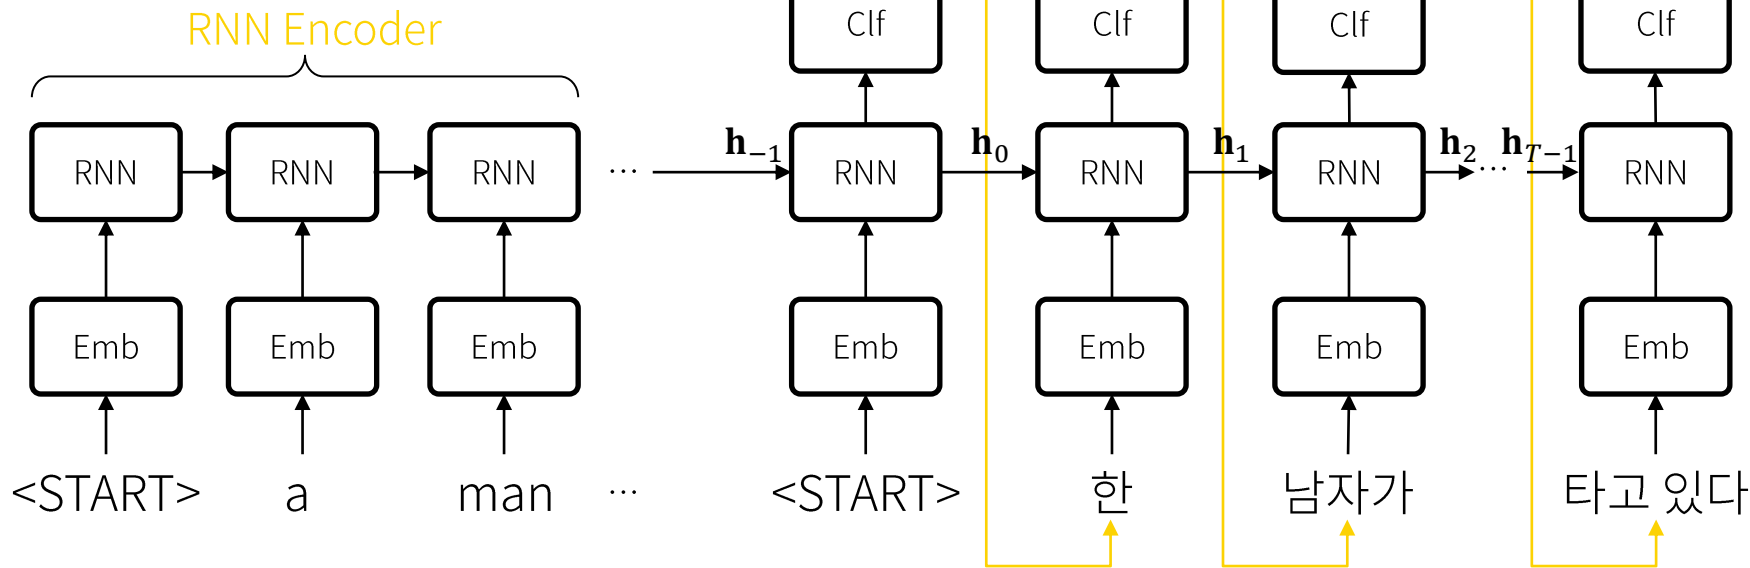 RNN Encoder
Clf Clf Clf Clf
h₋₁ h₀ h₁ h₂ h_T₋₁
RNN RNN RNN ... RNN RNN RNN ... RNN
Emb Emb Emb Emb Emb Emb Emb
<START> a man ... <START> 한 남자가 타고 있다